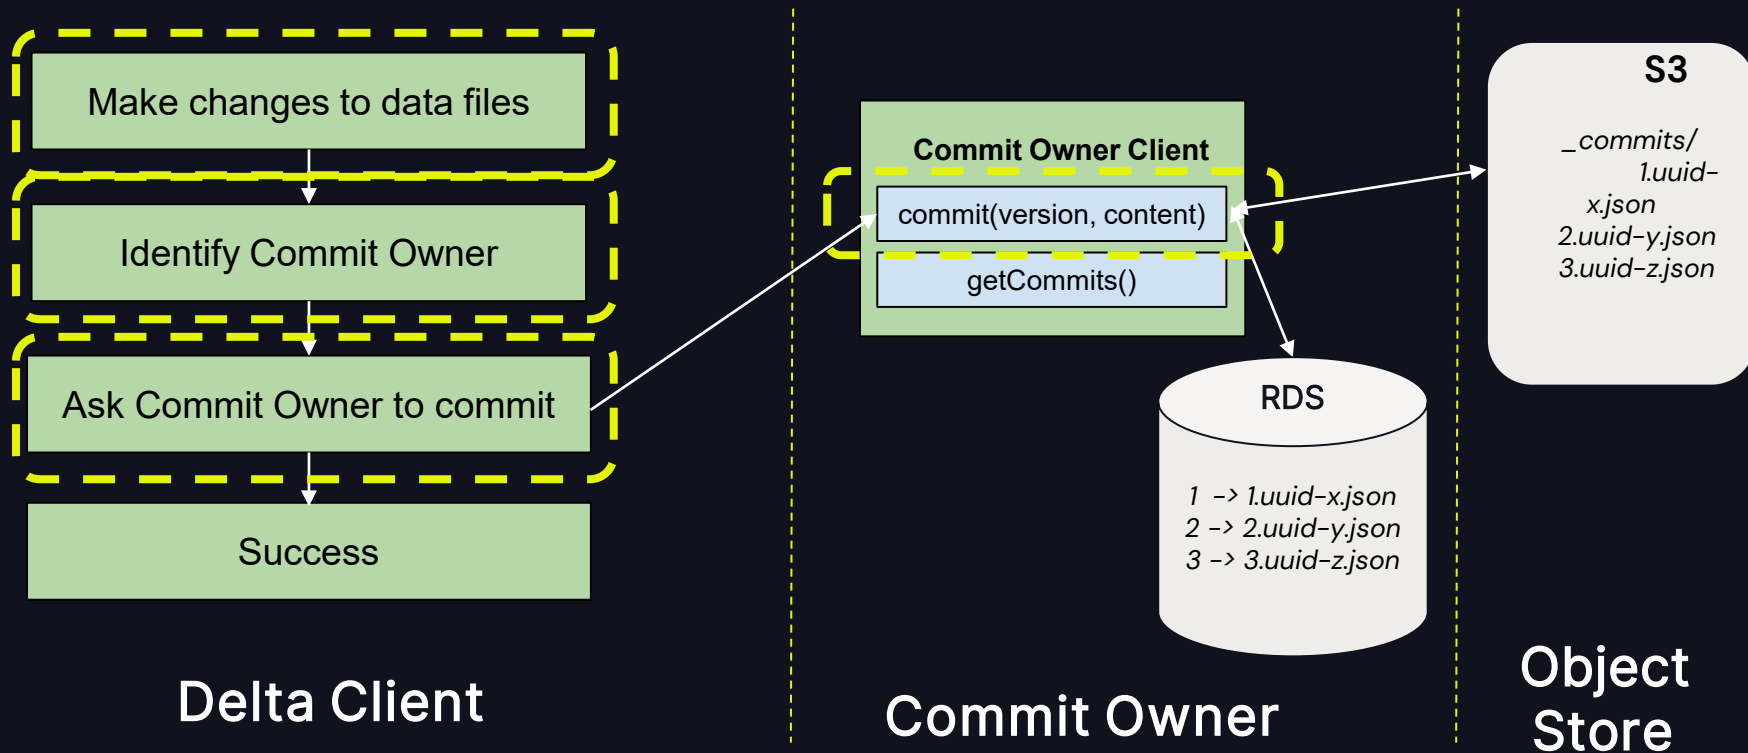 Make changes to data files
Identify Commit Owner
Ask Commit Owner to commit
Success
Delta Client
Commit Owner Client
commit(version, content)
getCommits()
RDS
1 -> 1.uuid-x.json
2 -> 2.uuid-y.json
3 -> 3.uuid-z.json
Commit Owner
S3
_commits/
1.uuid-
x.json
2.uuid-y.json
3.uuid-z.json
Object
Store